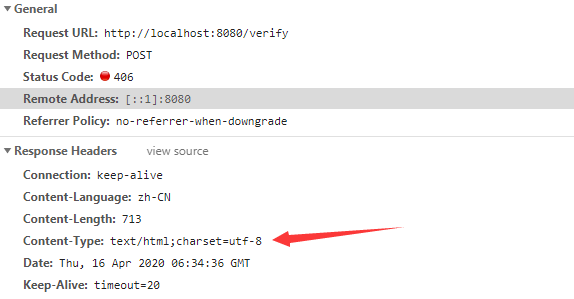 General
Request URL: http://localhost:8080/verify
Request Method: POST
Status Code: 406
Remote Address: [::1]:8080
Referrer Policy: no-referrer-when-downgrade
Response Headers view source
Connection: keep-alive
Content-Language: zh-CN
Content-Length: 713
Content-Type: text/html;charset=utf-8
Date: Thu, 16 Apr 2020 06:34:36 GMT
Keep-Alive: timeout=20